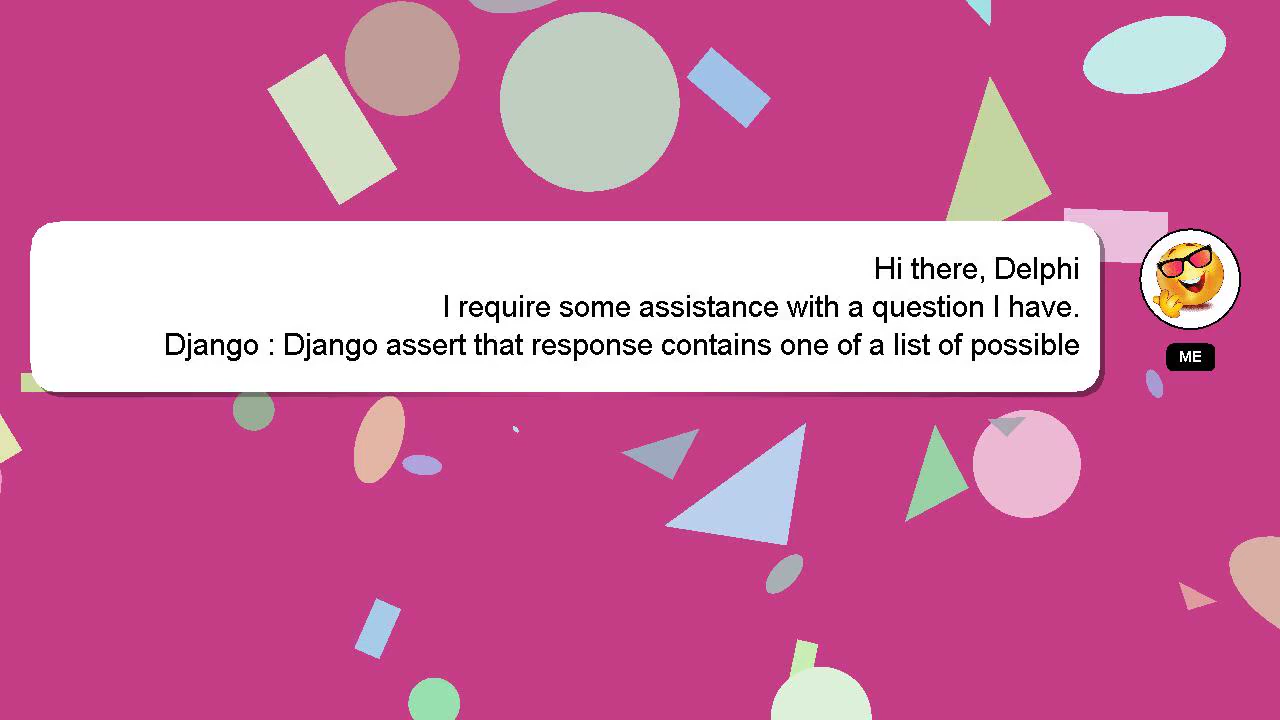 Hi there, Delphi
I require some assistance with a question I have.
Django : Django assert that response contains one of a list of possible
ME